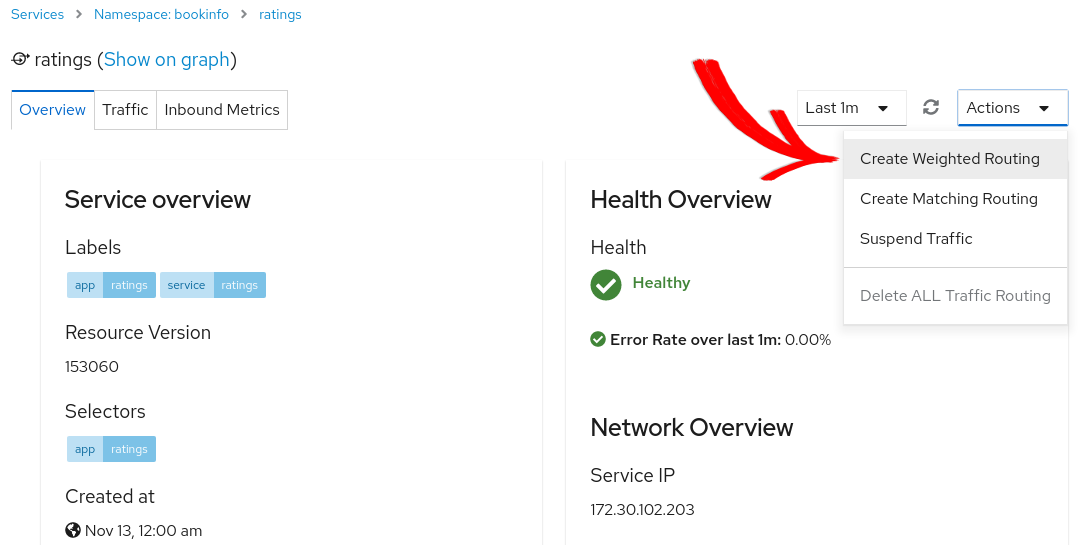 Services > Namespace: bookinfo > ratings
ratings (Show on graph)
Overview Traffic Inbound Metrics
Last 1m Actions
Create Weighted Routing
Create Matching Routing
Suspend Traffic
Delete ALL Traffic Routing
Service overview
Labels
app ratings service ratings
Resource Version
153060
Selectors
app ratings
Created at
Nov 13, 12:00 am
Health Overview
Health
Healthy
Error Rate over last 1m: 0.00%
Network Overview
Service IP
172.30.102.203